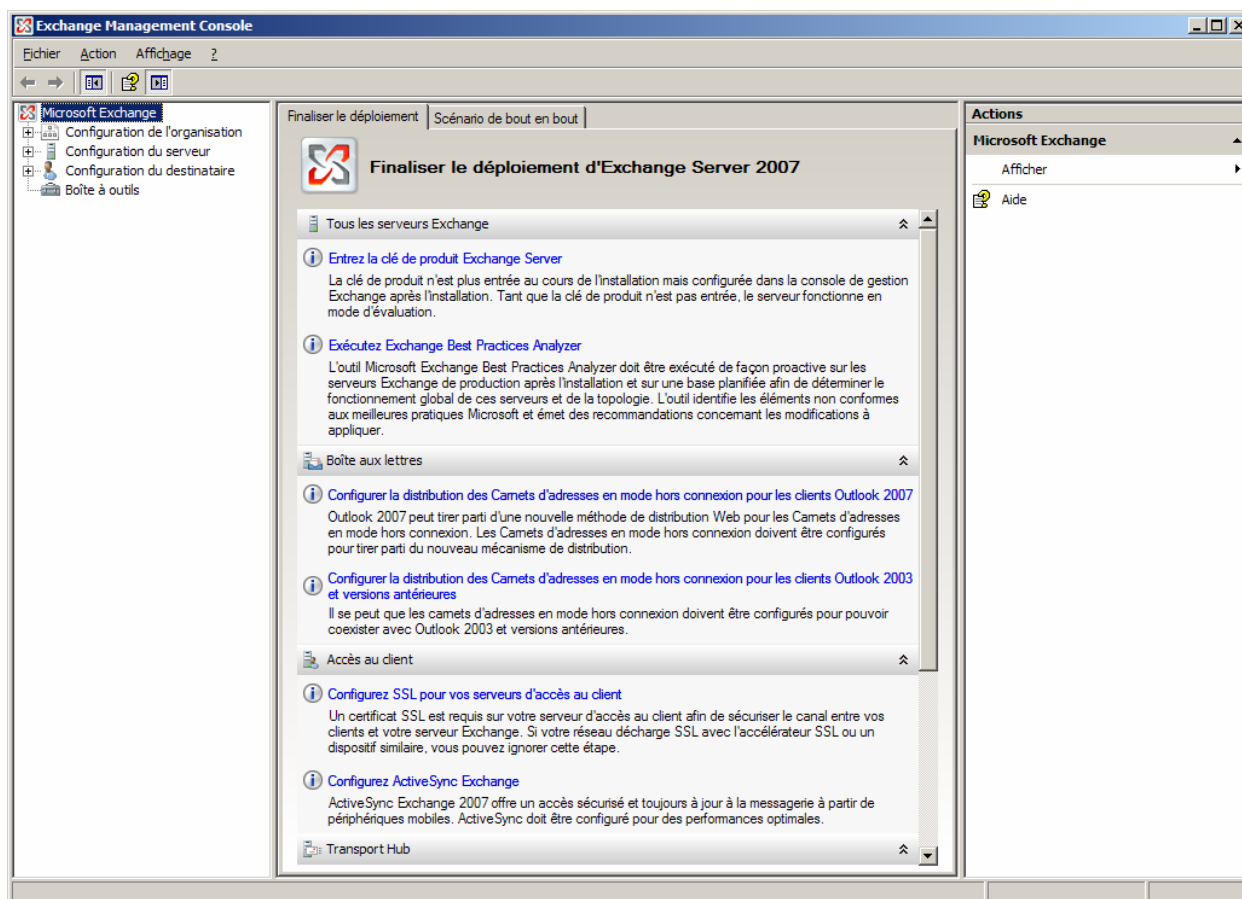 Exchange Management Console
Fichier Action Affichage ?
Microsoft Exchange
Configuration de l'organisation
Configuration du serveur
Configuration du destinataire
Boîte à outils
Finaliser le déploiement
Scénario de bout en bout
Finaliser le déploiement d'Exchange Server 2007
Tous les serveurs Exchange
Entrez la clé de produit Exchange Server
La clé de produit n'est plus entrée au cours de l'installation mais configurée dans la console de gestion
Exchange après l'installation. Tant que la clé de produit n'est pas entrée, le serveur fonctionne en
mode d'évaluation.
Exécutez Exchange Best Practices Analyzer
L'outil Microsoft Exchange Best Practices Analyzer doit être exécuté de façon proactive sur les
serveurs Exchange de production après l'installation et sur une base planifiée afin de déterminer le
fonctionnement global de ces serveurs et de la topologie. L'outil identifie les éléments non conformes
aux meilleures pratiques Microsoft et émet des recommandations concernant les modifications à
appliquer.
Boîte aux lettres
Configurer la distribution des Carnets d'adresses en mode hors connexion pour les clients Outlook 2007
Outlook 2007 peut tirer parti d'une nouvelle méthode de distribution Web pour les Carnets d'adresses
en mode hors connexion. Les Carnets d'adresses en mode hors connexion doivent être configurés
pour tirer parti du nouveau mécanisme de distribution.
Configurer la distribution des Carnets d'adresses en mode hors connexion pour les clients Outlook 2003
et versions antérieures
Il se peut que les carnets d'adresses en mode hors connexion doivent être configurés pour pouvoir
coexister avec Outlook 2003 et versions antérieures.
Accès au client
Configurez SSL pour vos serveurs d'accès au client
Un certificat SSL est requis sur votre serveur d'accès au client afin de sécuriser le canal entre vos
clients et votre serveur Exchange. Si votre réseau décharge SSL avec l'accélérateur SSL ou un
dispositif similaire, vous pouvez ignorer cette étape.
Configurez ActiveSync Exchange
ActiveSync Exchange 2007 offre un accès sécurisé et toujours à jour à la messagerie à partir de
périphériques mobiles. ActiveSync doit être configuré pour des performances optimales.
Transport Hub
Actions
Microsoft Exchange
Afficher
Aide